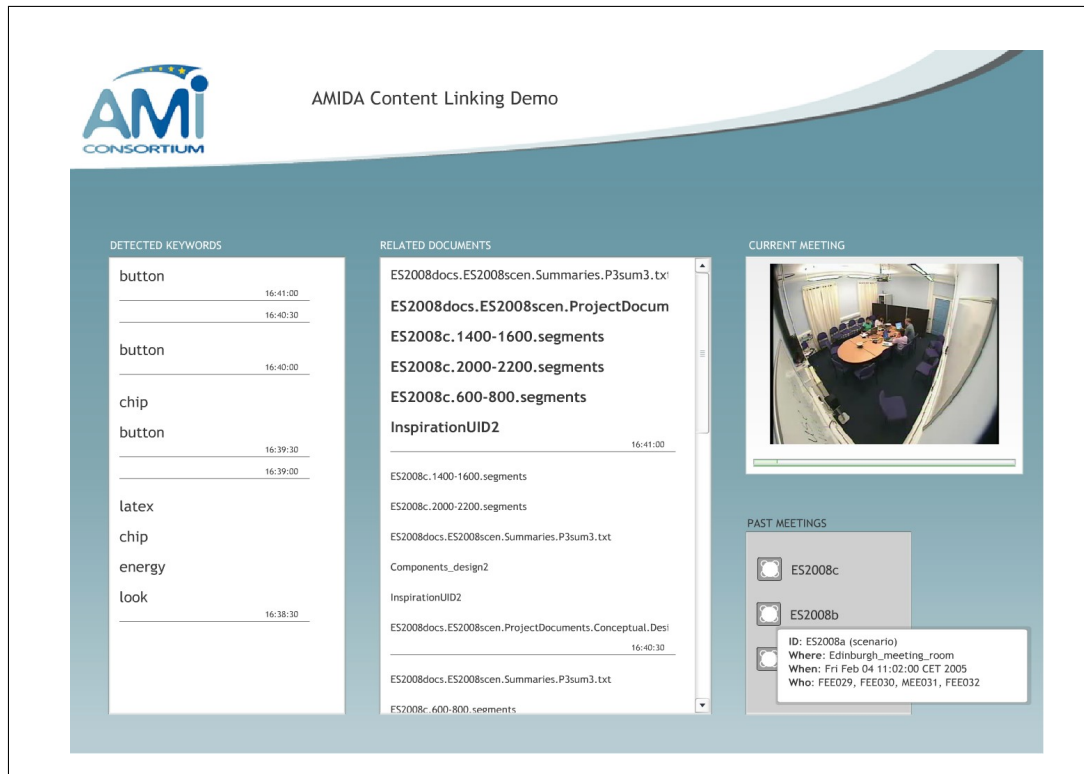 AMI
CONSORTIUM
AMIDA Content Linking Demo
DETECTED KEYWORDS
button
16:41:00
16:40:30
button
16:40:00
chip
button
16:39:30
16:39:00
latex
chip
energy
look
16:38:30
RELATED DOCUMENTS
ES2008docs.ES2008scen.Summaries.P3sum3.txt
ES2008docs.ES2008scen.ProjectDocum
ES2008c.1400-1600.segments
ES2008c.2000-2200.segments
ES2008c.600-800.segments
InspirationUID2
16:41:00
ES2008c.1400-1600.segments
ES2008c.2000-2200.segments
ES2008docs.ES2008scen.Summaries.P3sum3.txt
Components_design2
InspirationUID2
ES2008docs.ES2008scen.ProjectDocuments.Conceptual.Desi
16:40:30
ES2008docs.ES2008scen.Summaries.P3sum3.txt
ES2008c.600-800.segments
CURRENT MEETING
PAST MEETINGS
ES2008c
ES2008b
ID: ES2008a (scenario)
Where: Edinburgh_meeting_room
When: Fri Feb 04 11:02:00 CET 2005
Who: FEE029, FEE030, MEE031, FEE032